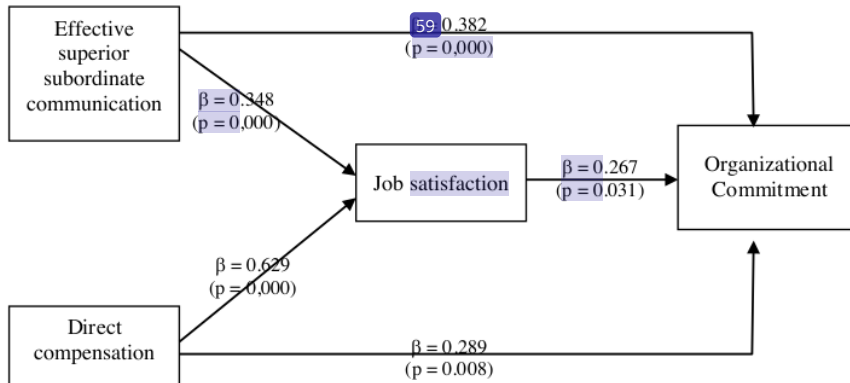 Effective
superior
subordinate
communication
59
0.382
(p = 0,000)
β = 0.348
(p = 0,000)
Job satisfaction
β = 0.267
(p = 0.031)
Organizational
Commitment
β = 0.629
(p = 0,000)
Direct
compensation
β = 0.289
(p = 0.008)